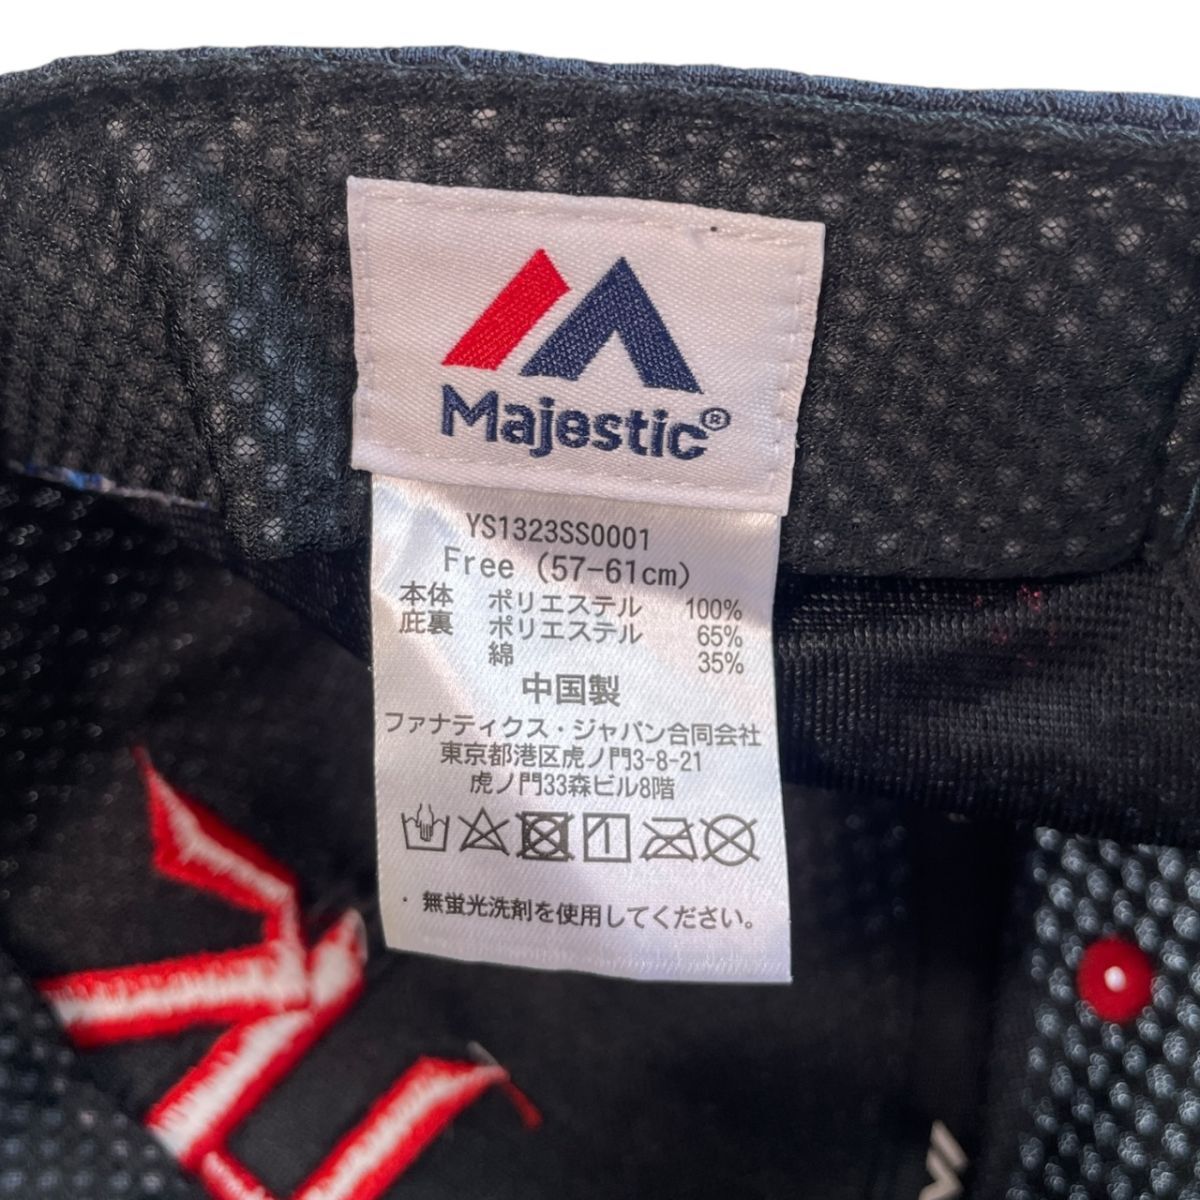 Majestic®
YS1323SS0001
Free (57-61cm)
本体 ポリエステル 100%
庇裏 ポリエステル 65%
綿 35%
中国製
ファナティクス・ジャパン合同会社
東京都港区虎ノ門3-8-21
虎ノ門33森ビル8階
・無蛍光洗剤を使用してください。